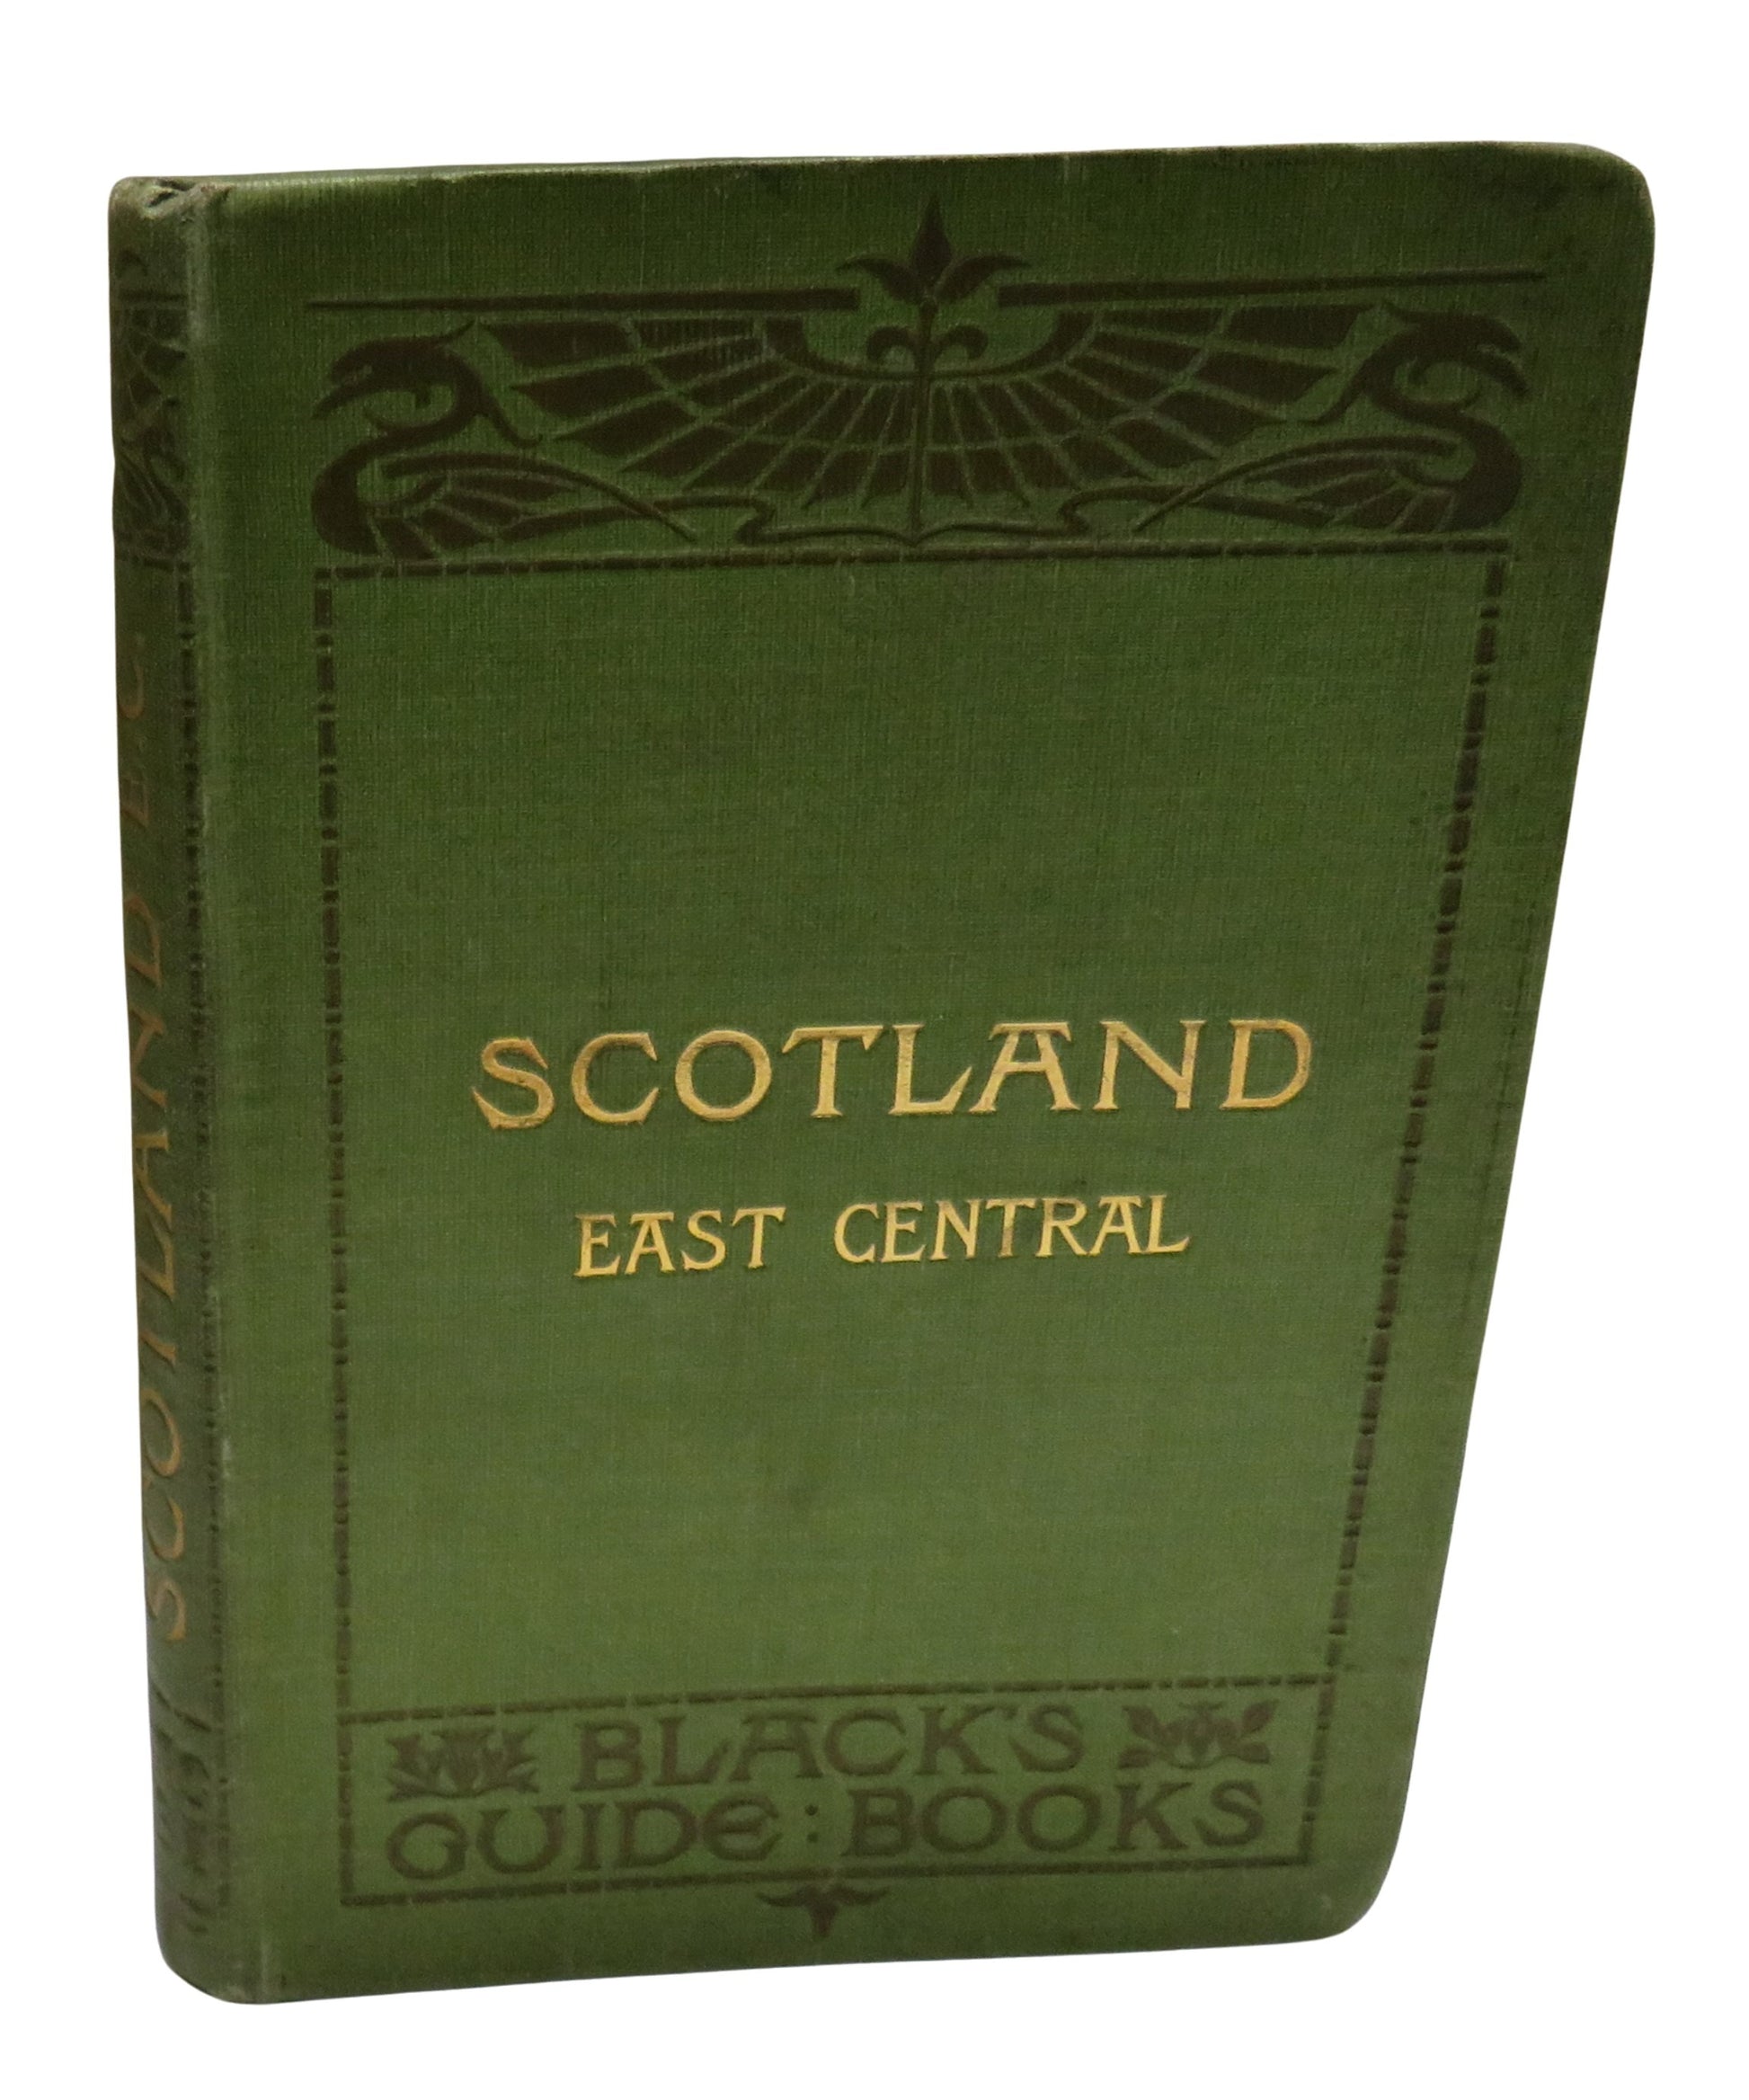 SCOTLAND E.C.
SCOTLAND
EAST CENTRAL
BLACK'S
GUIDE : BOOKS